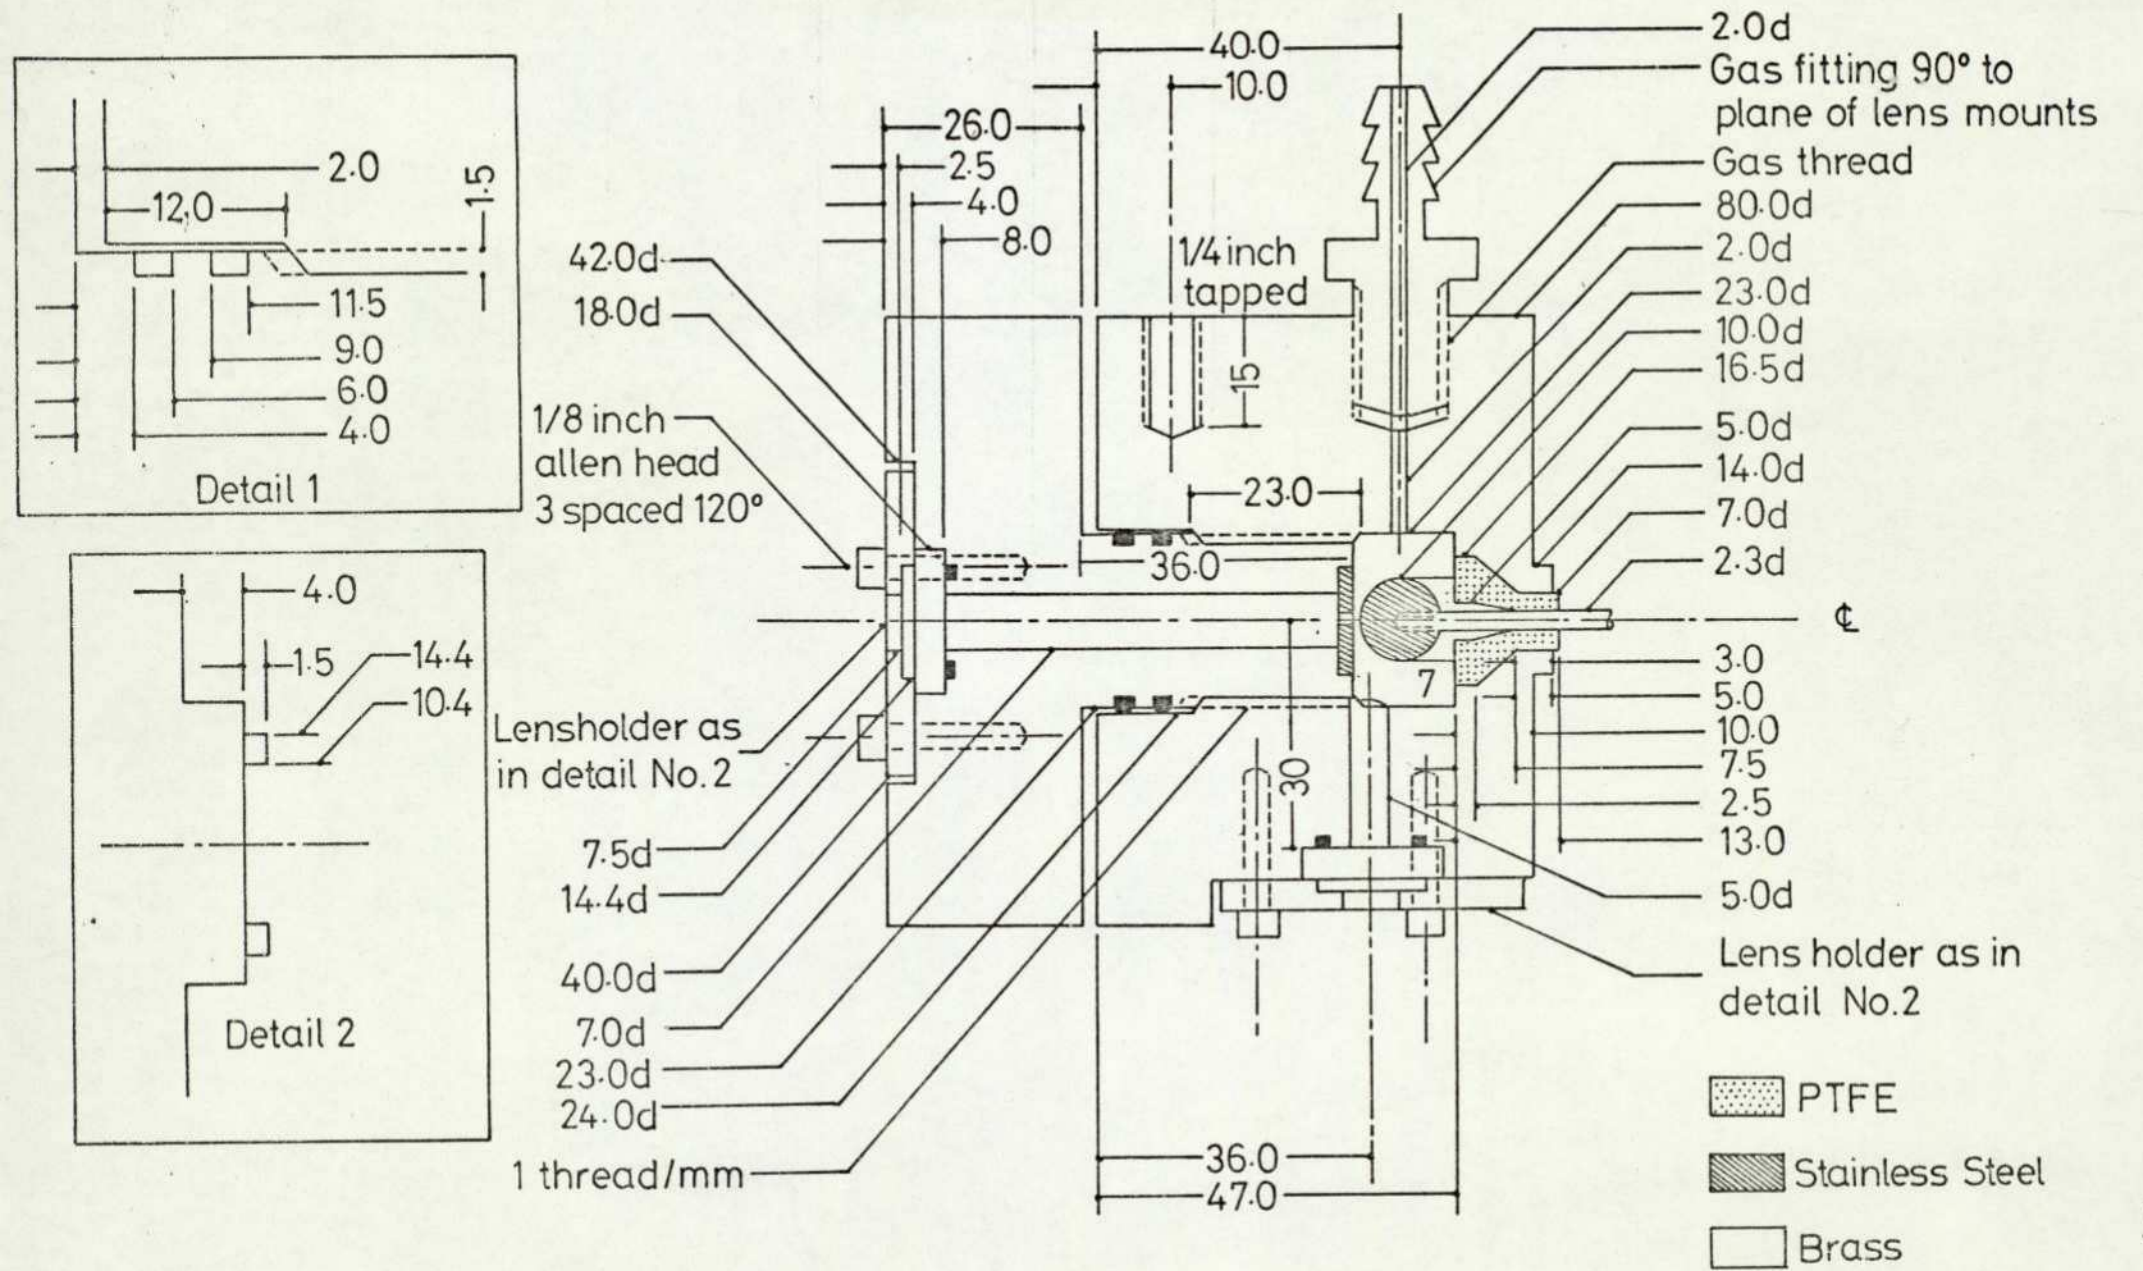 2.0
12.0
1.5
11.5
9.0
6.0
4.0
Detail 1
4.0
1.5
14.4
10.4
Detail 2
40.0
10.0
26.0
2.5
4.0
8.0
1/4 inch
tapped
15
23.0
36.0
30
7
36.0
47.0
42.0d
18.0d
1/8 inch
allen head
3 spaced 120°
Lensholder as
in detail No.2
7.5d
14.4d
40.0d
7.0d
23.0d
24.0d
1 thread/mm
2.0d
Gas fitting 90° to
plane of lens mounts
Gas thread
80.0d
2.0d
23.0d
10.0d
16.5d
5.0d
14.0d
7.0d
2.3d
℄
3.0
5.0
10.0
7.5
2.5
13.0
5.0d
Lens holder as in
detail No.2
PTFE
Stainless Steel
Brass